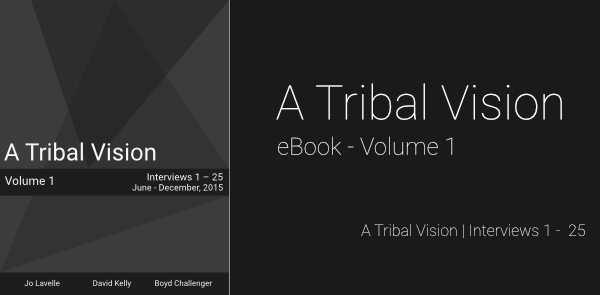 A Tribal Vision
Volume 1
Interviews 1 – 25
June - December, 2015
Jo Lavelle David Kelly Boyd Challenger
A Tribal Vision
eBook - Volume 1
A Tribal Vision | Interviews 1 - 25